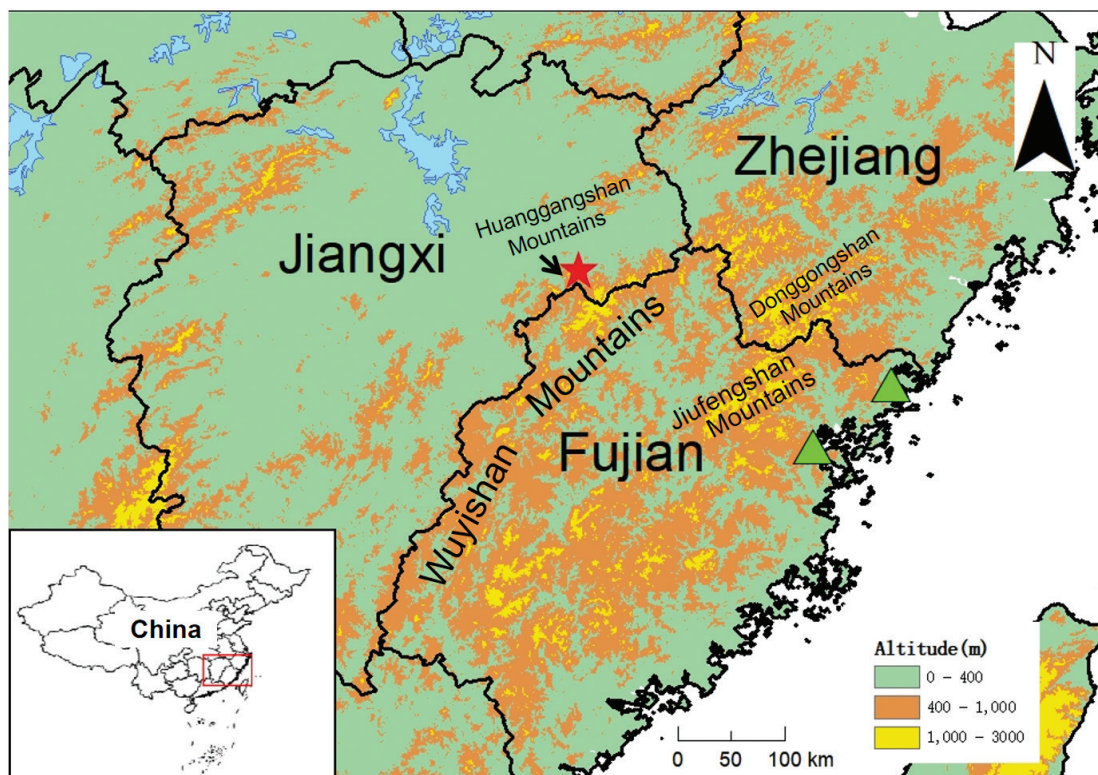 N
Zhejiang
Huanggangshan
Mountains
Jiangxi
Donggongshan
Mountains
Wuyishan Mountains
Jiufengshan
Mountains
Fujian
China
Altitude(m)
0 - 400
400 - 1,000
1,000 - 3000
0 50 100 km